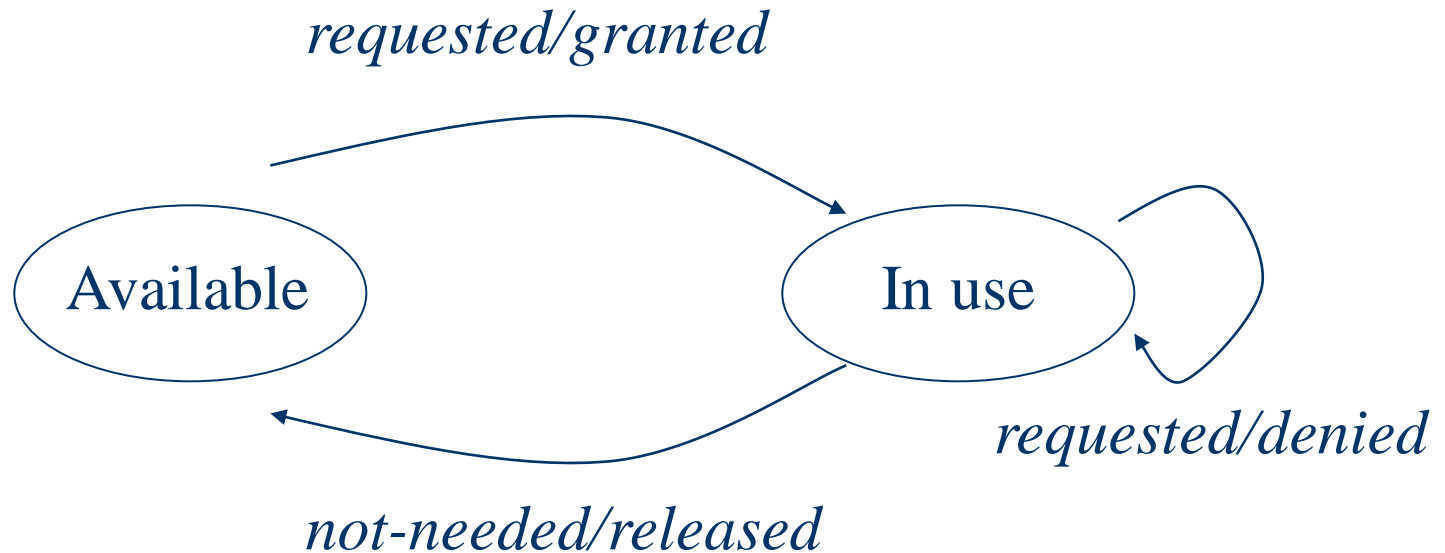 requested/granted
Available
In use
requested/denied
not-needed/released